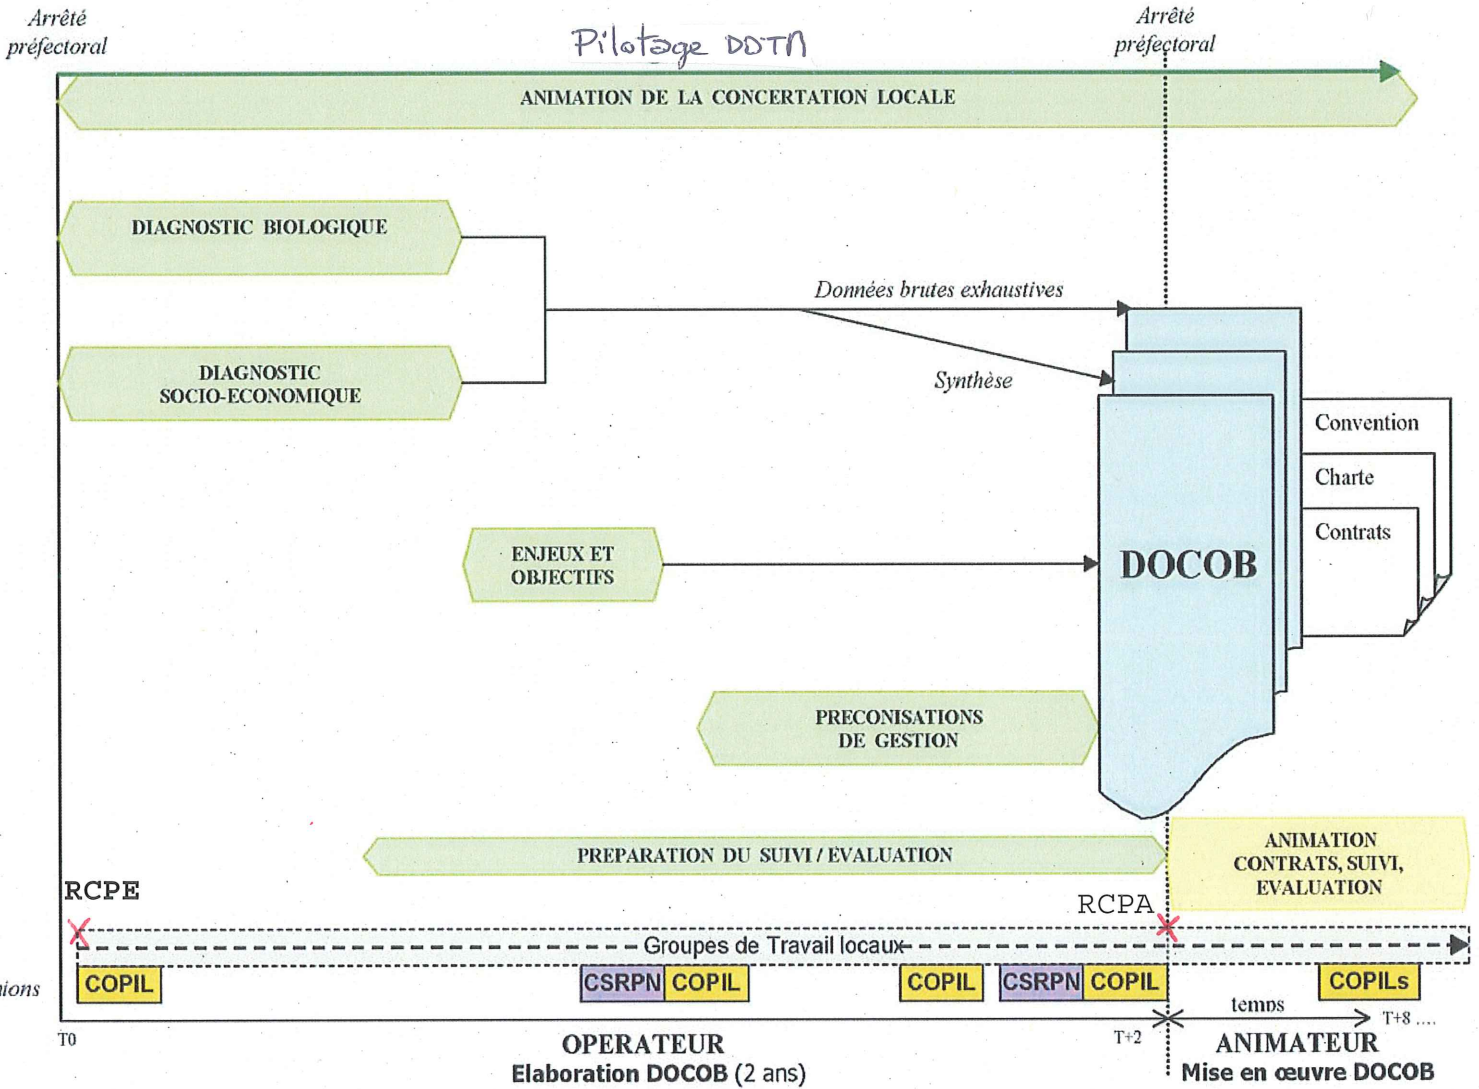 Arrêté
préfectoral
Pilotage DDTM
Arrêté
préfectoral
ANIMATION DE LA CONCERTATION LOCALE
DIAGNOSTIC BIOLOGIQUE
Données brutes exhaustives
DIAGNOSTIC
SOCIO-ECONOMIQUE
Synthèse
Convention
Charte
Contrats
ENJEUX ET
OBJECTIFS
DOCOB
PRECONISATIONS
DE GESTION
PREPARATION DU SUIVI / EVALUATION
ANIMATION
CONTRATS, SUIVI,
EVALUATION
RCPE
RCPA
Groupes de Travail locaux
nions
COPIL
CSRPN
COPIL
COPIL
CSRPN
COPIL
COPILs
temps
T0
T+2
T+8 ....
OPERATEUR
Elaboration DOCOB (2 ans)
ANIMATEUR
Mise en œuvre DOCOB